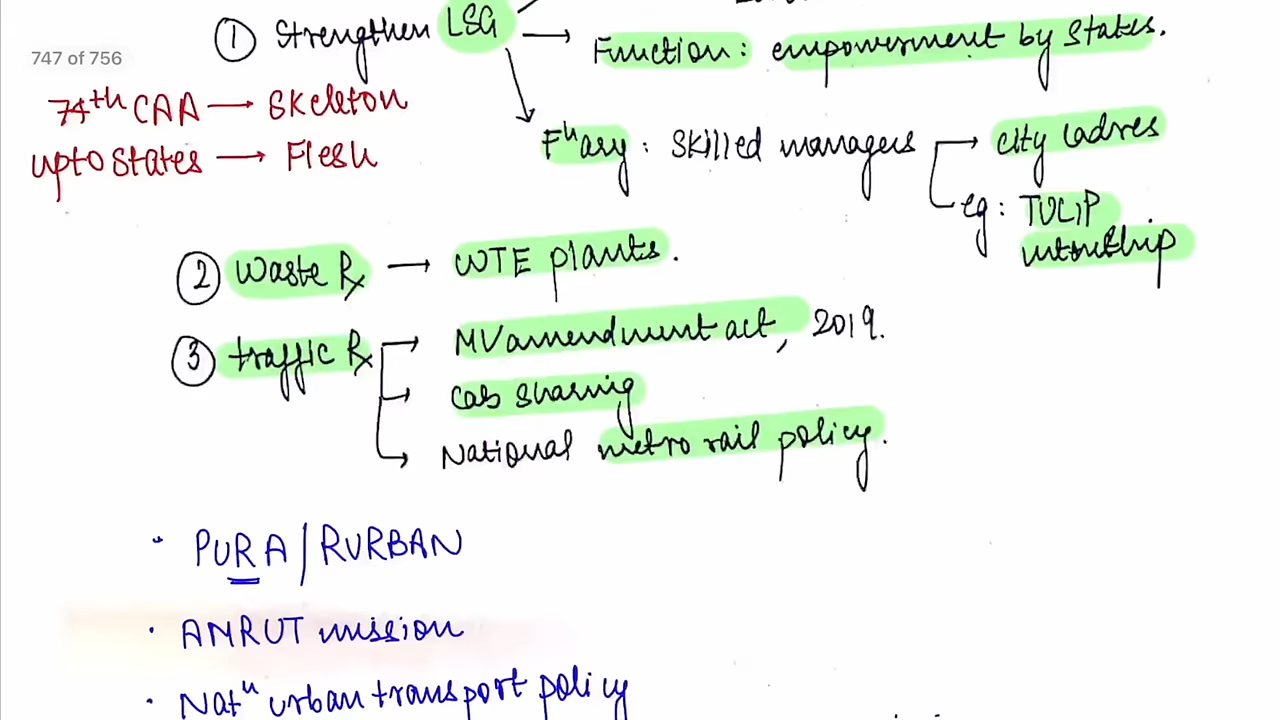 ① Strengthen LSG → Function: empowerment by States.
747 of 756
74th CAA → Skeleton
upto States → Flesh
Fⁿary: Skilled managers → City Cadres
eg: TULIP
internship
② Waste Rx → WTE plants.
③ traffic Rx → MV amendment act, 2019.
→ Cab sharing
→ National metro rail policy.
• PURA / RURBAN
• AMRUT mission
• Natⁿ urban transport policy